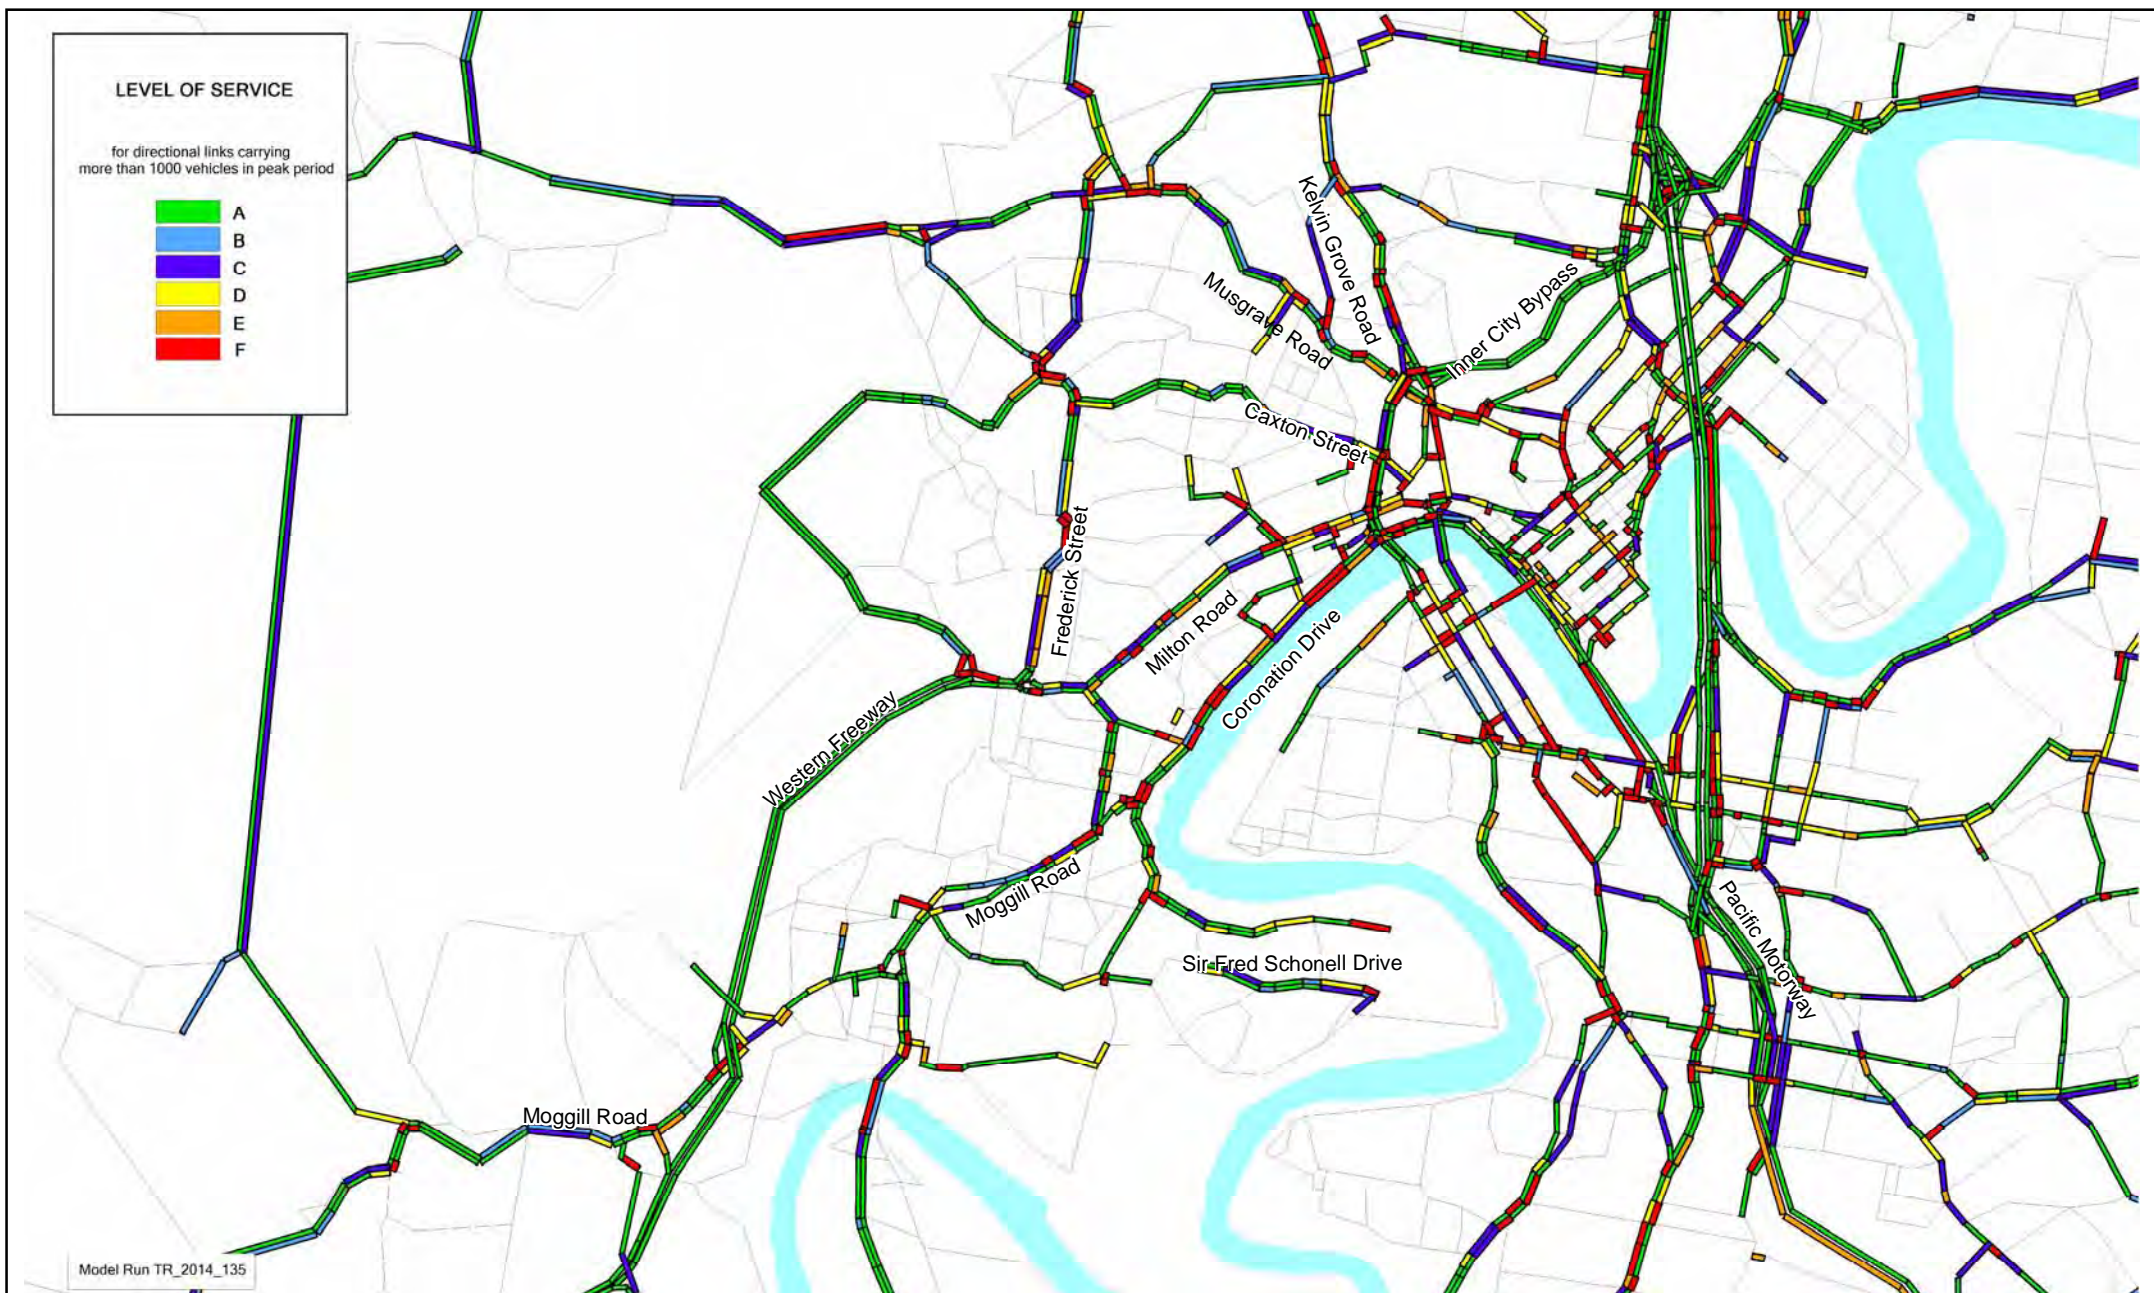 LEVEL OF SERVICE
for directional links carrying
more than 1000 vehicles in peak period
A
B
C
D
E
F
Kelvin Grove Road
Musgrave Road
Inner City Bypass
Caxton Street
Frederick Street
Milton Road
Coronation Drive
Western Freeway
Moggill Road
Pacific Motorway
Sir Fred Schonell Drive
Moggill Road
Model Run TR_2014_135